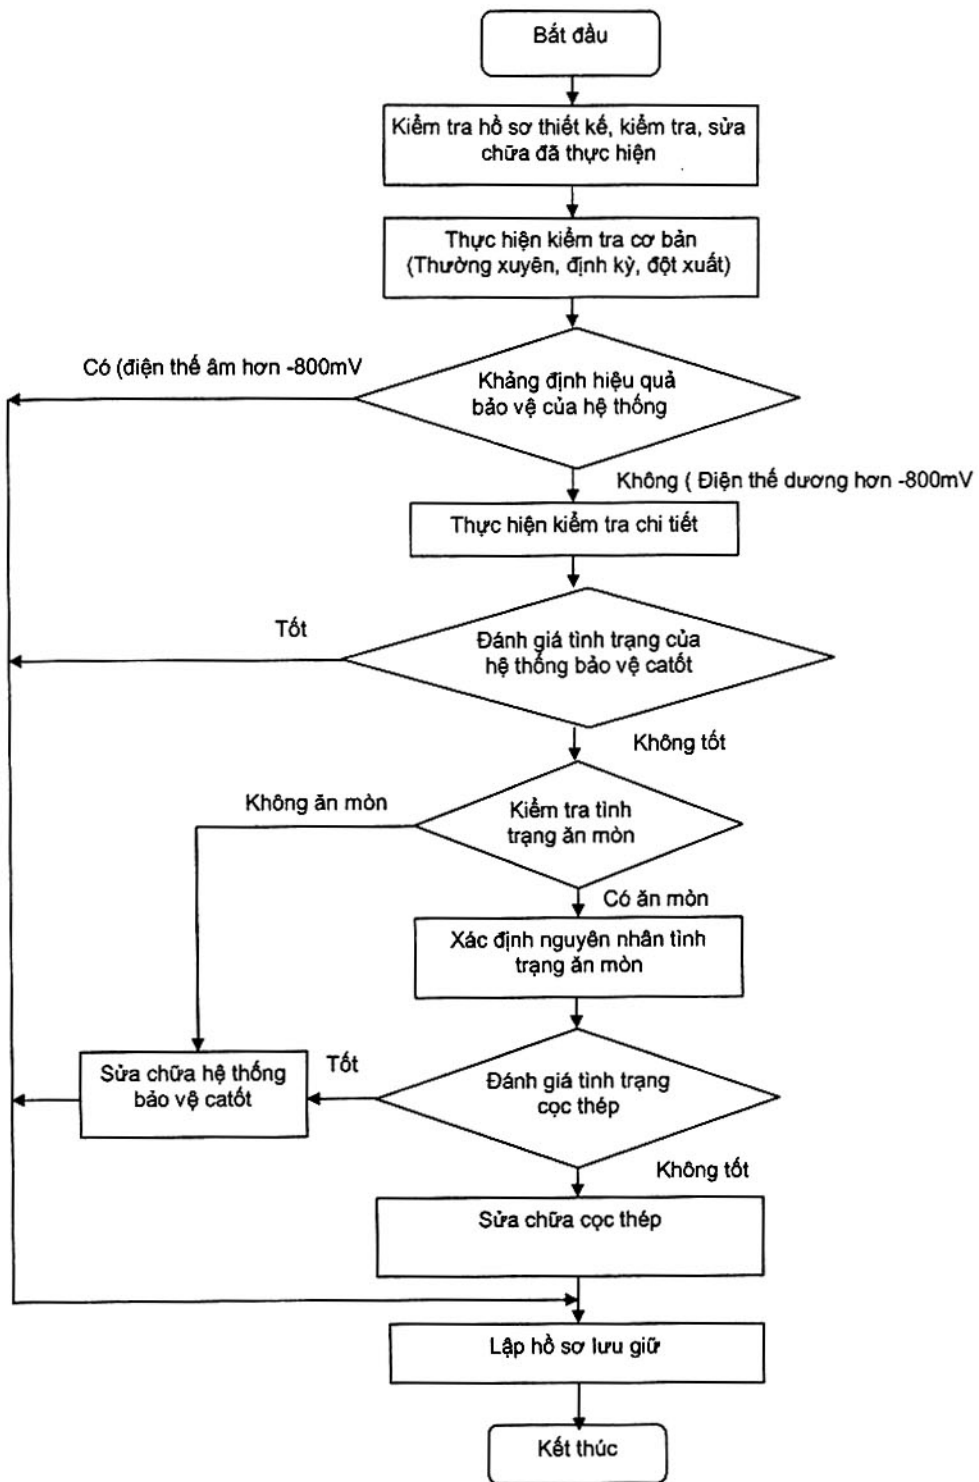 Bắt đầu
Kiểm tra hồ sơ thiết kế, kiểm tra, sửa
chữa đã thực hiện
Thực hiện kiểm tra cơ bản
(Thường xuyên, định kỳ, đột xuất)
Có (điện thế âm hơn -800mV
Khảng định hiệu quả
bảo vệ của hệ thống
Không ( Điện thế dương hơn -800mV
Thực hiện kiểm tra chi tiết
Tốt
Đánh giá tình trạng của
hệ thống bảo vệ catốt
Không tốt
Không ăn mòn
Kiểm tra tình
trạng ăn mòn
Có ăn mòn
Xác định nguyên nhân tình
trạng ăn mòn
Sửa chữa hệ thống
bảo vệ catốt
Tốt
Đánh giá tình trạng
cọc thép
Không tốt
Sửa chữa cọc thép
Lập hồ sơ lưu giữ
Kết thúc